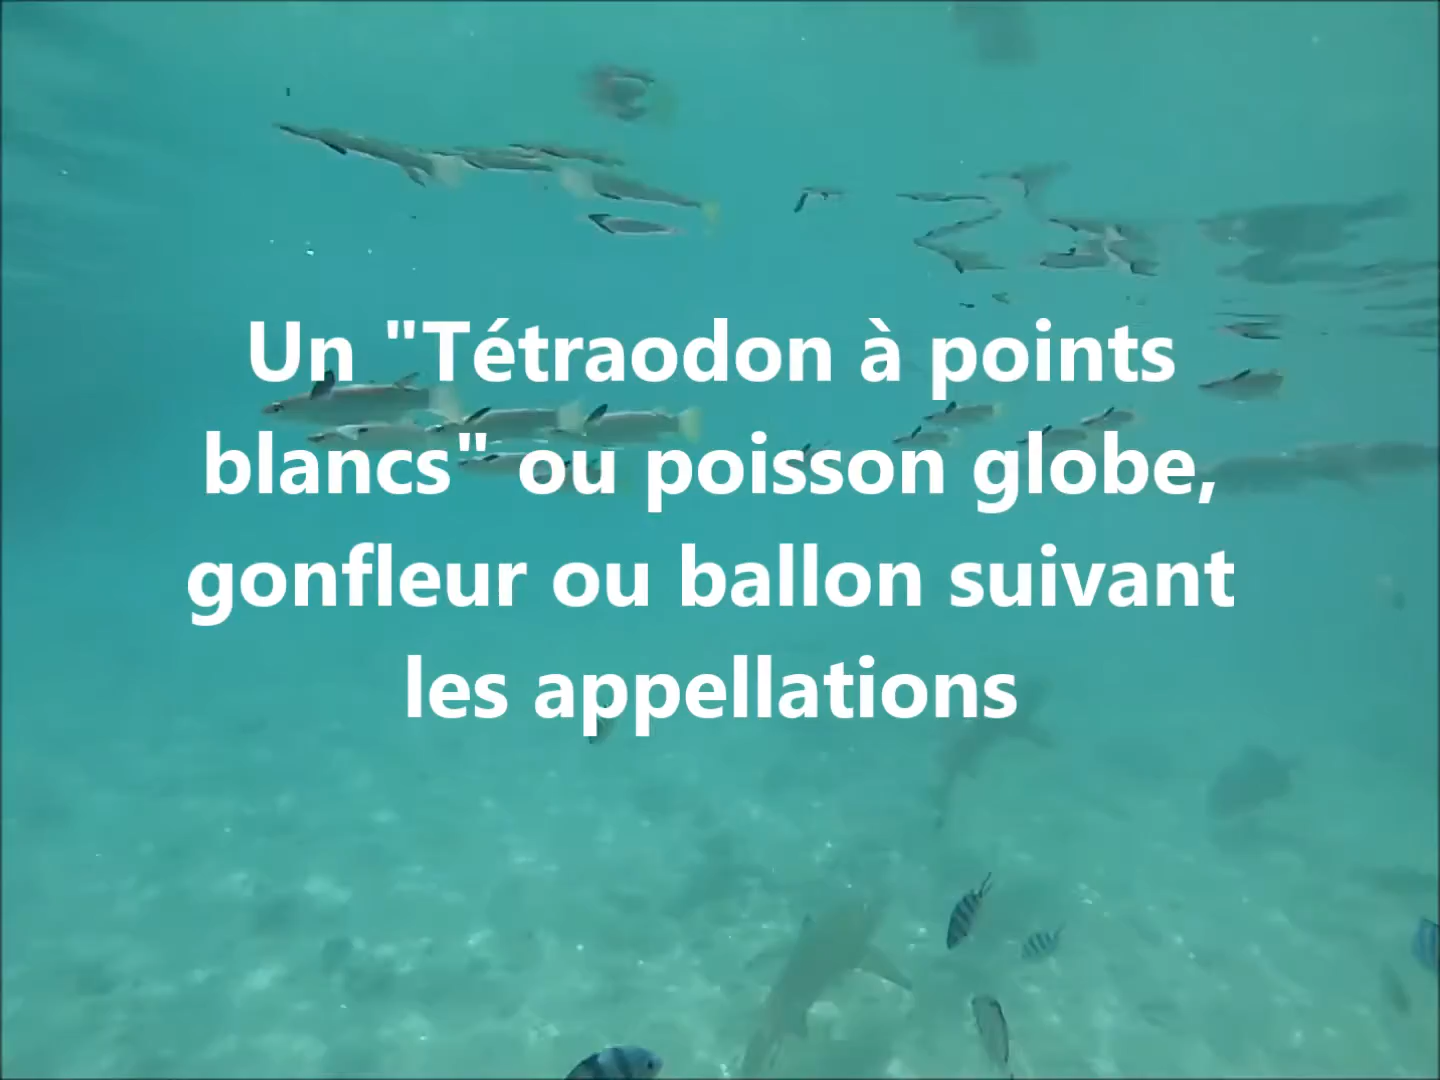 Un "Tétraodon à points
blancs" ou poisson globe,
gonfleur ou ballon suivant
les appellations